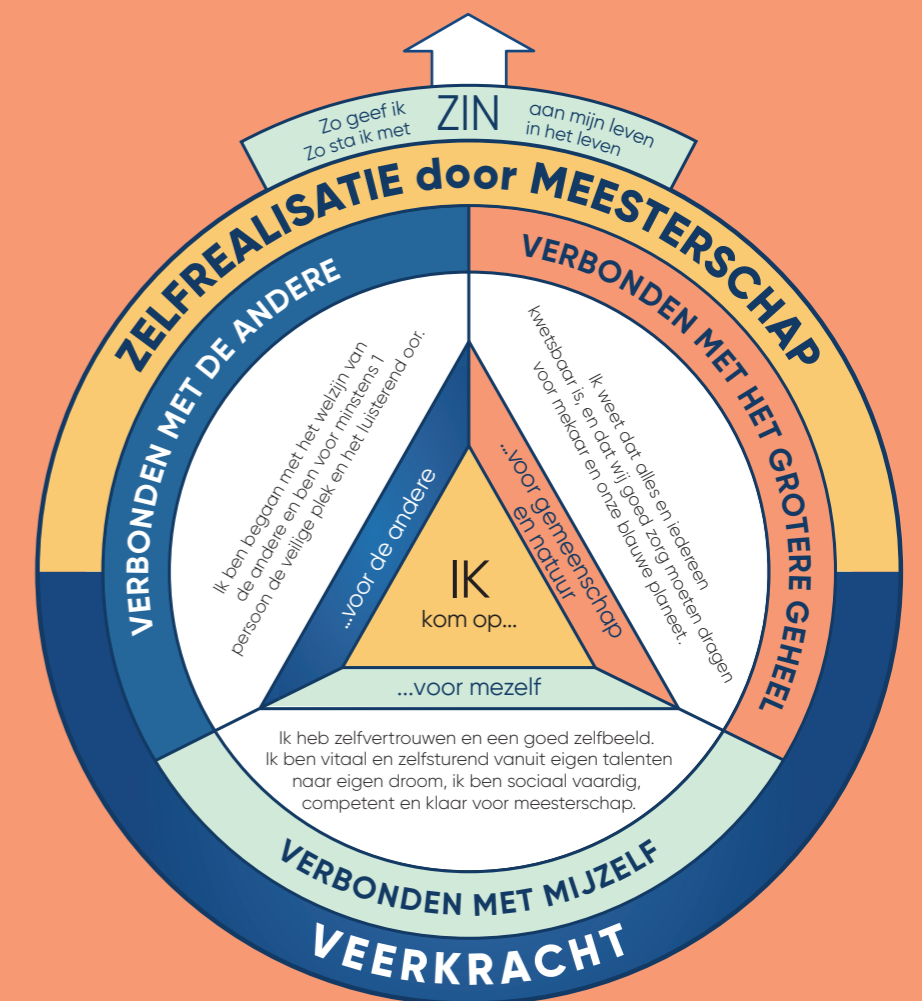 Zo geef ik
Zo sta ik met
ZIN
aan mijn leven
in het leven
ZELFREALISATIE door MEESTERSCHAP
VERBONDEN MET DE ANDERE
VERBONDEN MET HET GROTERE GEHEEL
Ik ben begaan met het welzijn van
de andere en ben voor minstens 1
persoon de veilige plek en het luisterend oor.
Ik weet dat alles en iedereen
kwetsbaar is, en dat wij goed zorg moeten dragen
voor mekaar en onze blauwe planeet.
...voor de andere
...voor gemeenschap
en natuur
IK
kom op...
...voor mezelf
Ik heb zelfvertrouwen en een goed zelfbeeld.
Ik ben vitaal en zelfsturend vanuit eigen talenten
naar eigen droom, ik ben sociaal vaardig,
competent en klaar voor meesterschap.
VERBONDEN MET MIJZELF
VEERKRACHT